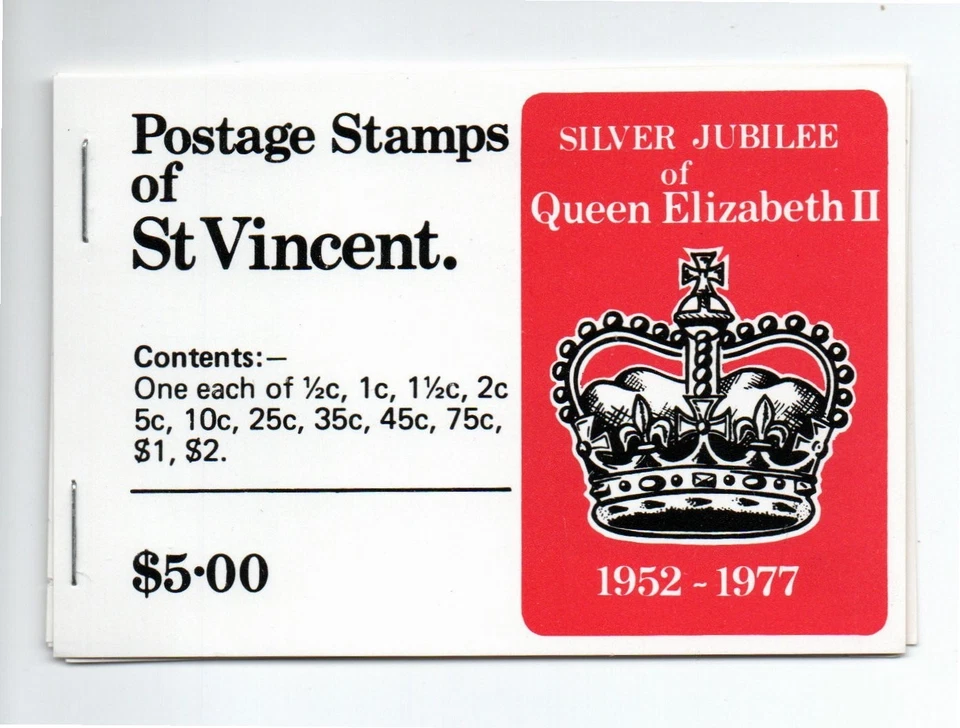 Postage Stamps
of
St Vincent.
Contents:—
One each of ½c, 1c, 1½c, 2c
5c, 10c, 25c, 35c, 45c, 75c,
$1, $2.
$5·00
SILVER JUBILEE
of
Queen Elizabeth II
1952 ~ 1977